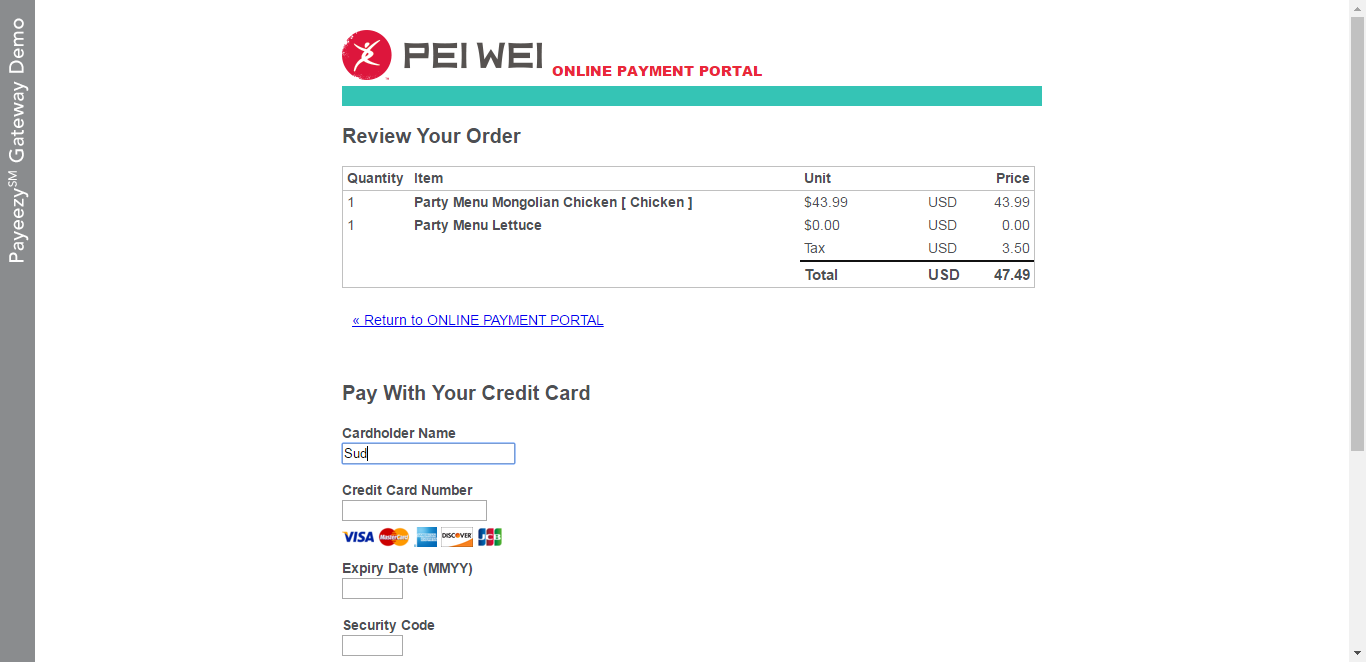 Payeezy℠ Gateway Demo
PEI WEI
ONLINE PAYMENT PORTAL
Review Your Order
Quantity Item Unit Price
1 Party Menu Mongolian Chicken [ Chicken ] $43.99 USD 43.99
1 Party Menu Lettuce $0.00 USD 0.00
Tax USD 3.50
Total USD 47.49
« Return to ONLINE PAYMENT PORTAL
Pay With Your Credit Card
Cardholder Name
Sud
Credit Card Number
VISA MasterCard DISCOVER JCB
Expiry Date (MMYY)
Security Code